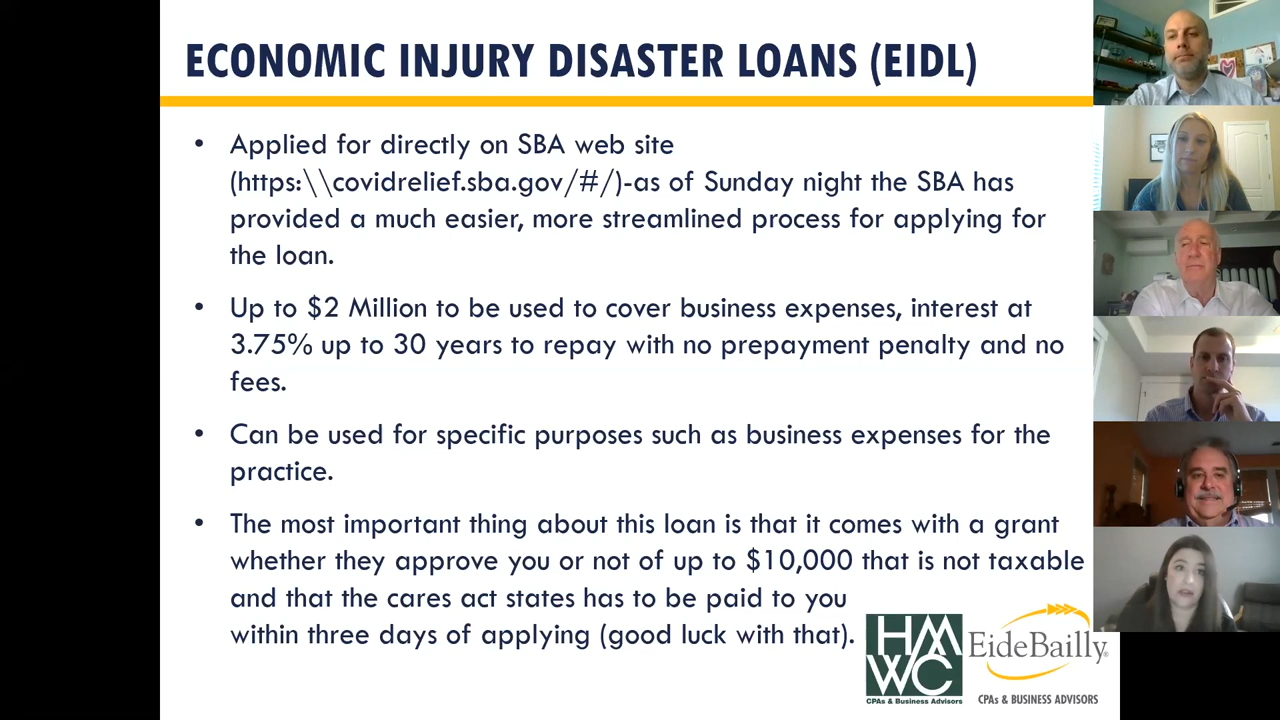 ECONOMIC INJURY DISASTER LOANS (EIDL)
• Applied for directly on SBA web site
(https:\\covidrelief.sba.gov/#/)-as of Sunday night the SBA has
provided a much easier, more streamlined process for applying for
the loan.
• Up to $2 Million to be used to cover business expenses, interest at
3.75% up to 30 years to repay with no prepayment penalty and no
fees.
• Can be used for specific purposes such as business expenses for the
practice.
• The most important thing about this loan is that it comes with a grant
whether they approve you or not of up to $10,000 that is not taxable
and that the cares act states has to be paid to you
within three days of applying (good luck with that).
HM
WC
CPAs & Business Advisors
EideBailly®
CPAs & BUSINESS ADVISORS